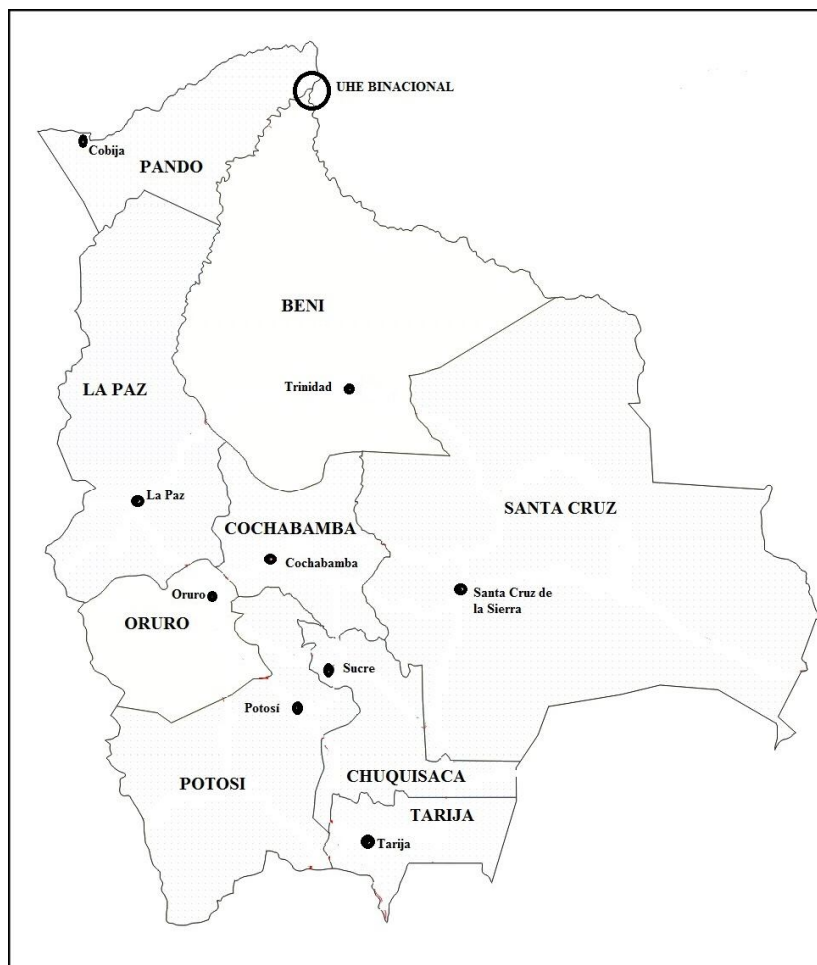 UHE BINACIONAL
Cobija
PANDO
BENI
Trinidad
LA PAZ
La Paz
SANTA CRUZ
COCHABAMBA
Cochabamba
Oruro
Santa Cruz de
la Sierra
ORURO
Sucre
Potosí
POTOSI
CHUQUISACA
TARIJA
Tarija